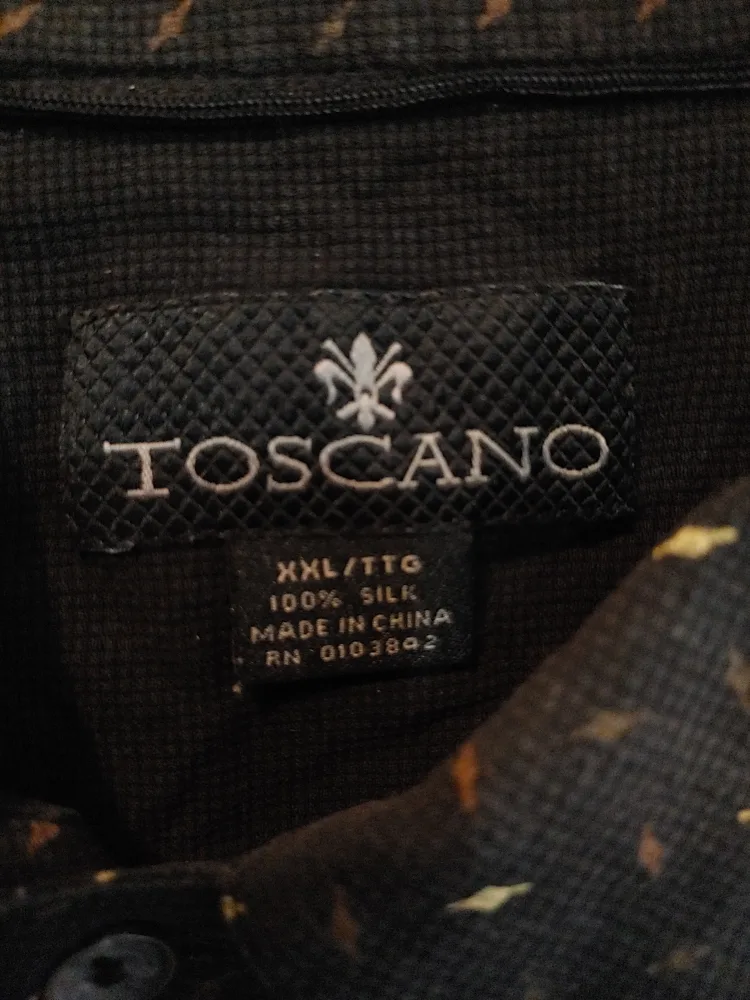 TOSCANO
XXL/TTG
100% SILK
MADE IN CHINA
RN 0103842